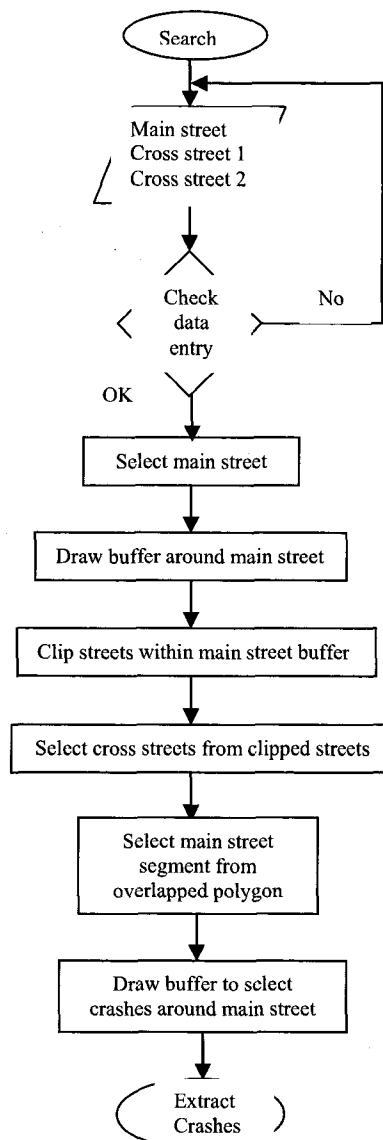 Search
Main street
Cross street 1
Cross street 2
Check
data
entry
No
OK
Select main street
Draw buffer around main street
Clip streets within main street buffer
Select cross streets from clipped streets
Select main street
segment from
overlapped polygon
Draw buffer to select
crashes around main street
Extract
Crashes